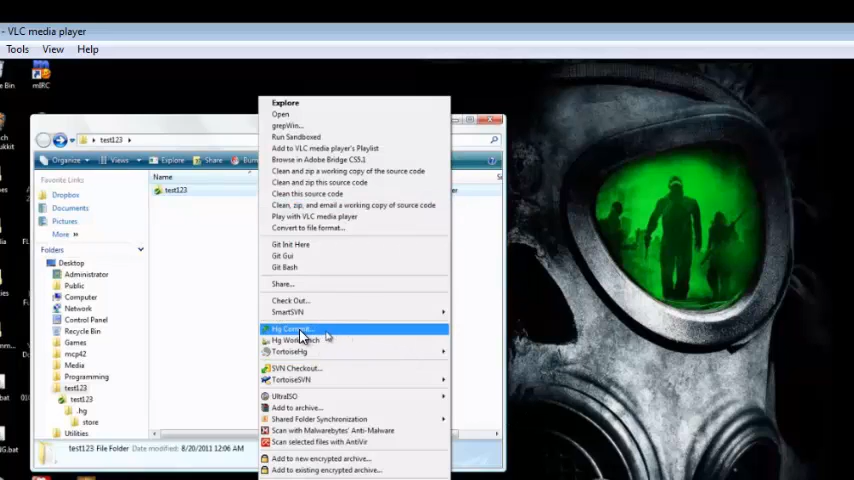 - VLC media player
Tools View Help
Bin
mIRC
test123
Organize Views Explore Share
Favorite Links
Dropbox
Documents
Pictures
More
Folders
Desktop
Administrator
Public
Computer
Network
Control Panel
Recycle Bin
Games
mcp42
Media
Programming
test123
test123
.hg
store
Utilities
Name
test123
test123 File Folder Date modified: 8/20/2011 12:06 AM
Explore
Open
grepWin...
Run Sandboxed
Add to VLC media player's Playlist
Browse in Adobe Bridge CS5.1
Clean and zip a working copy of the source code
Clean and zip this source code
Clean this source code
Clean, zip, and email a working copy of source code
Play with VLC media player
Convert to file format...
Git Init Here
Git Gui
Git Bash
Share...
Check Out...
SmartSVN
Hg Commit...
Hg Workbench
TortoiseHg
SVN Checkout...
TortoiseSVN
UltraISO
Add to archive...
Shared Folder Synchronization
Scan with Malwarebytes' Anti-Malware
Scan selected files with AntiVir
Add to new encrypted archive...
Add to existing encrypted archive...